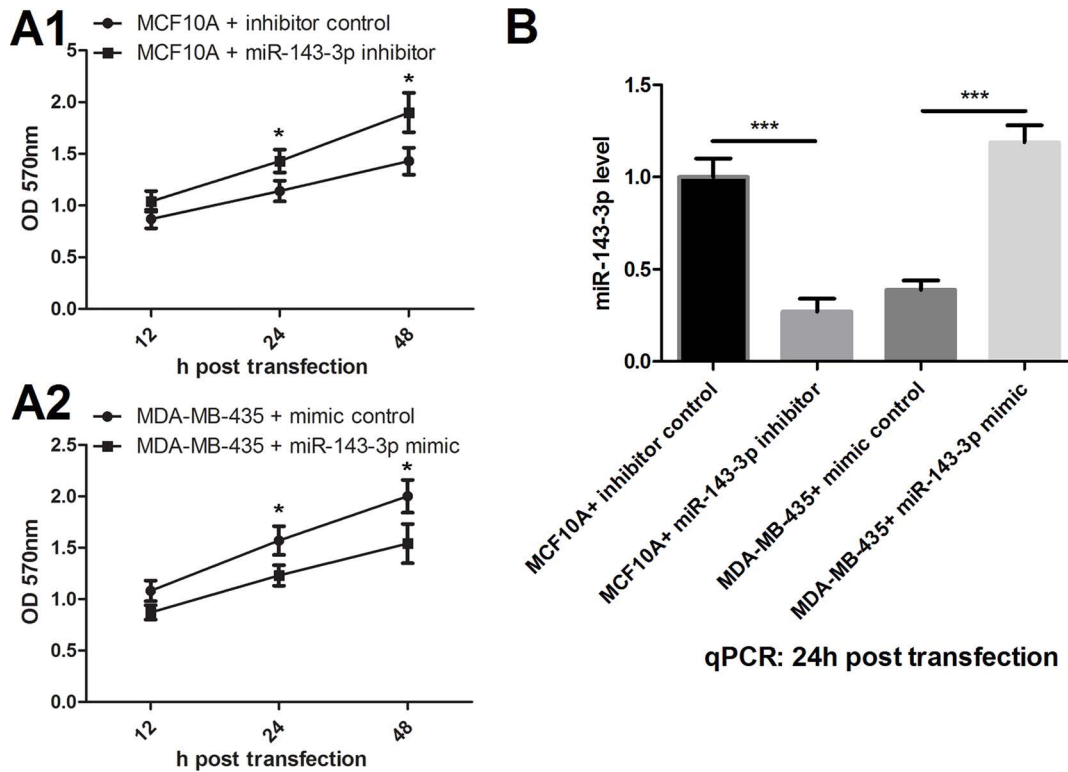 A1
MCF10A + inhibitor control
MCF10A + miR-143-3p inhibitor
2.5
2.0
1.5
1.0
0.5
0.0
OD 570nm
*
*
12
24
48
h post transfection
A2
MDA-MB-435 + mimic control
MDA-MB-435 + miR-143-3p mimic
2.5
2.0
1.5
1.0
0.5
0.0
OD 570nm
*
*
12
24
48
h post transfection
B
1.5
1.0
0.5
0.0
miR-143-3p level
***
***
MCF10A+ inhibitor control
MCF10A+ miR-143-3p inhibitor
MDA-MB-435+ mimic control
MDA-MB-435+ miR-143-3p mimic
qPCR: 24h post transfection